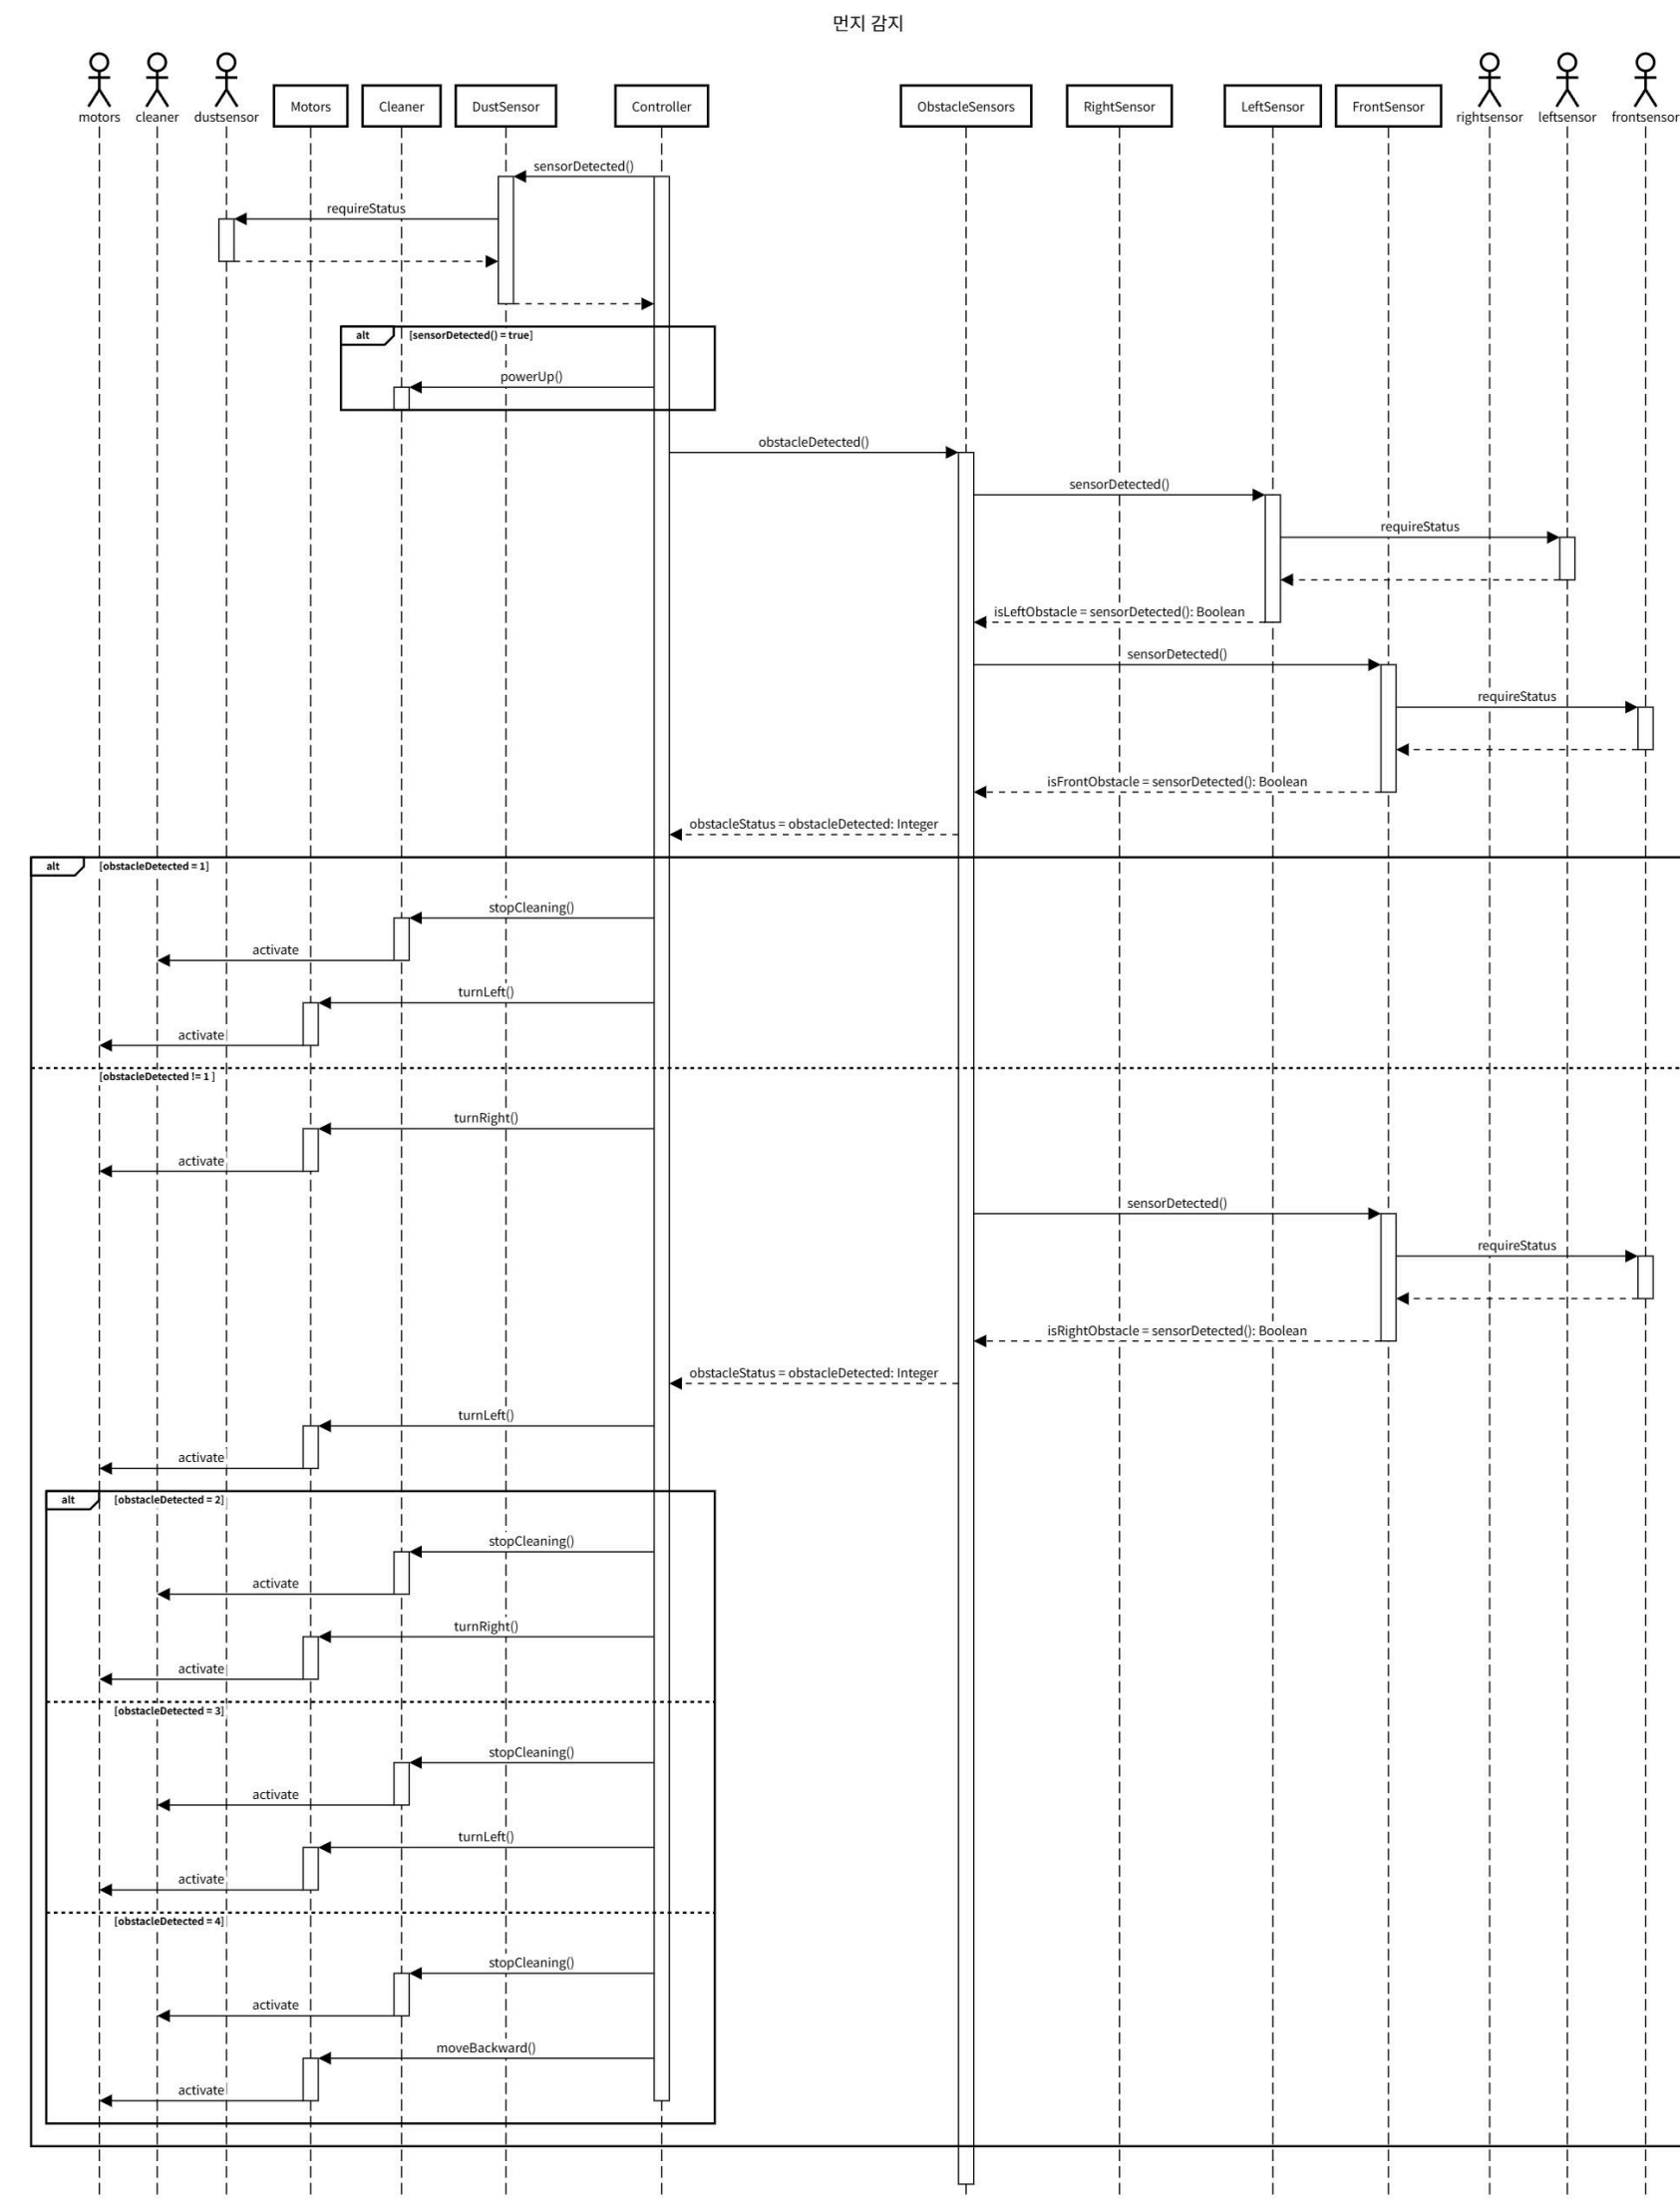 먼지 감지
motors
cleaner
dustsensor
Motors
Cleaner
DustSensor
Controller
ObstacleSensors
RightSensor
LeftSensor
FrontSensor
rightsensor
leftsensor
frontsensor
sensorDetected()
requireStatus
alt
[sensorDetected() = true]
powerUp()
obstacleDetected()
sensorDetected()
requireStatus
isLeftObstacle = sensorDetected(): Boolean
sensorDetected()
requireStatus
isFrontObstacle = sensorDetected(): Boolean
obstacleStatus = obstacleDetected: Integer
alt
[obstacleDetected = 1]
stopCleaning()
activate
turnLeft()
activate
[obstacleDetected != 1 ]
turnRight()
activate
sensorDetected()
requireStatus
isRightObstacle = sensorDetected(): Boolean
obstacleStatus = obstacleDetected: Integer
turnLeft()
activate
alt
[obstacleDetected = 2]
stopCleaning()
activate
turnRight()
activate
[obstacleDetected = 3]
stopCleaning()
activate
turnLeft()
activate
[obstacleDetected = 4]
stopCleaning()
activate
moveBackward()
activate